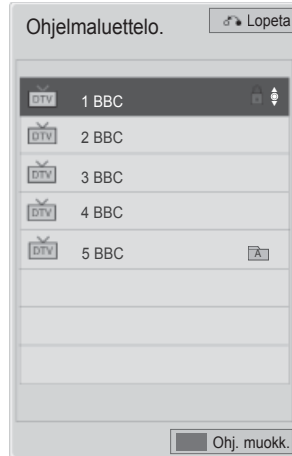 Ohjelmaluettelo.
Lopeta
DTV 1 BBC
DTV 2 BBC
DTV 3 BBC
DTV 4 BBC
DTV 5 BBC A
Ohj. muokk.